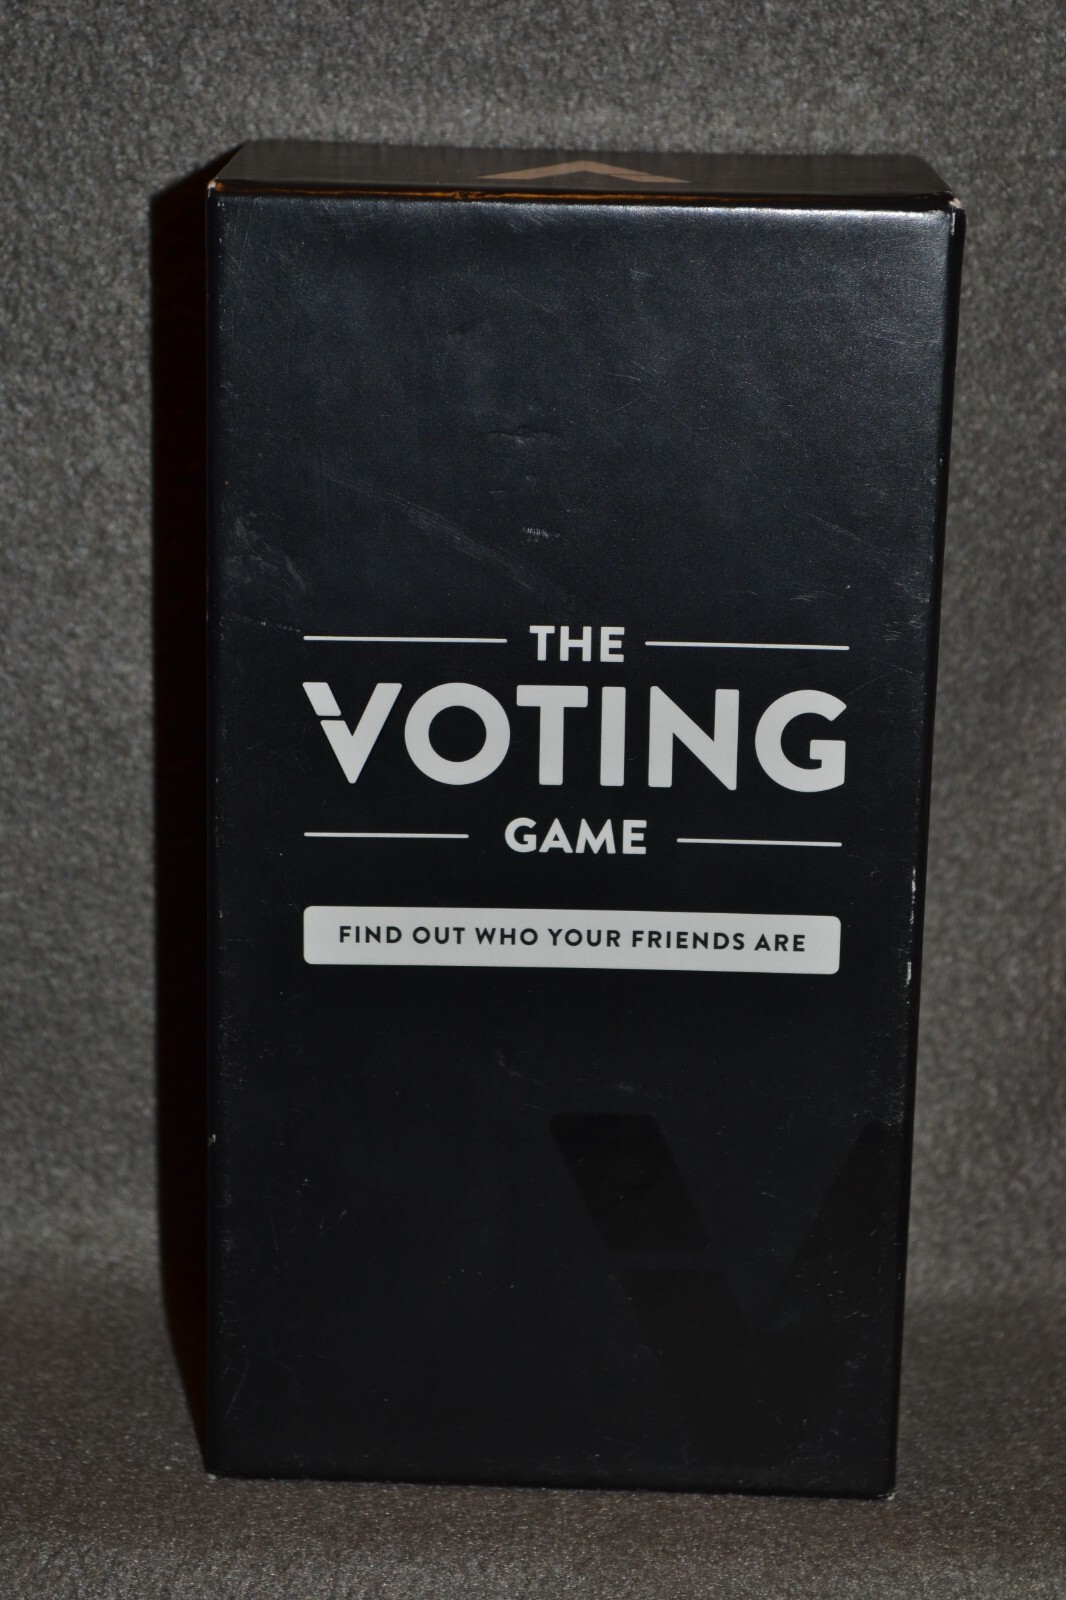 THE
VOTING
GAME
FIND OUT WHO YOUR FRIENDS ARE